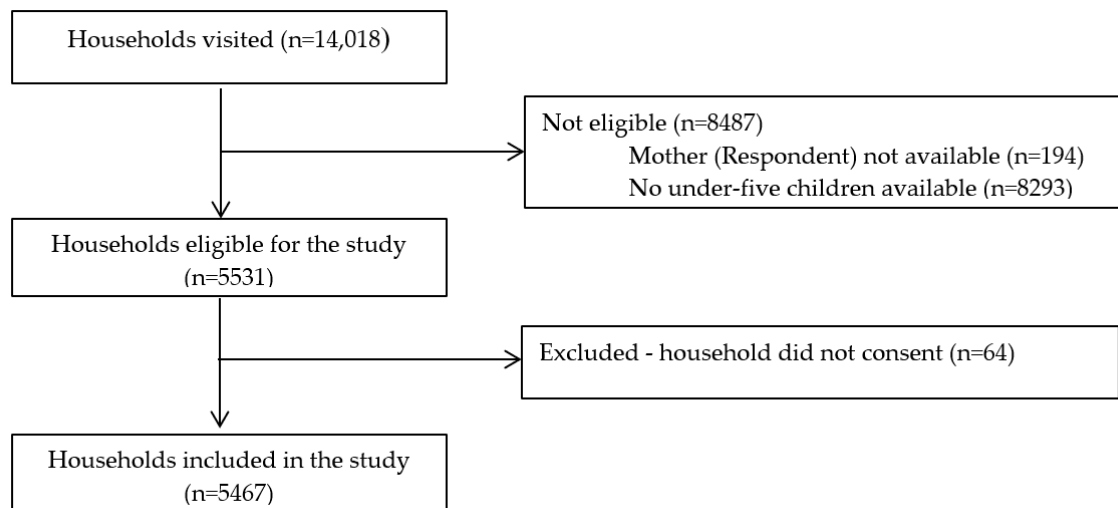 Households visited (n=14,018)
Not eligible (n=8487)
Mother (Respondent) not available (n=194)
No under-five children available (n=8293)
Households eligible for the study
(n=5531)
Excluded - household did not consent (n=64)
Households included in the study
(n=5467)